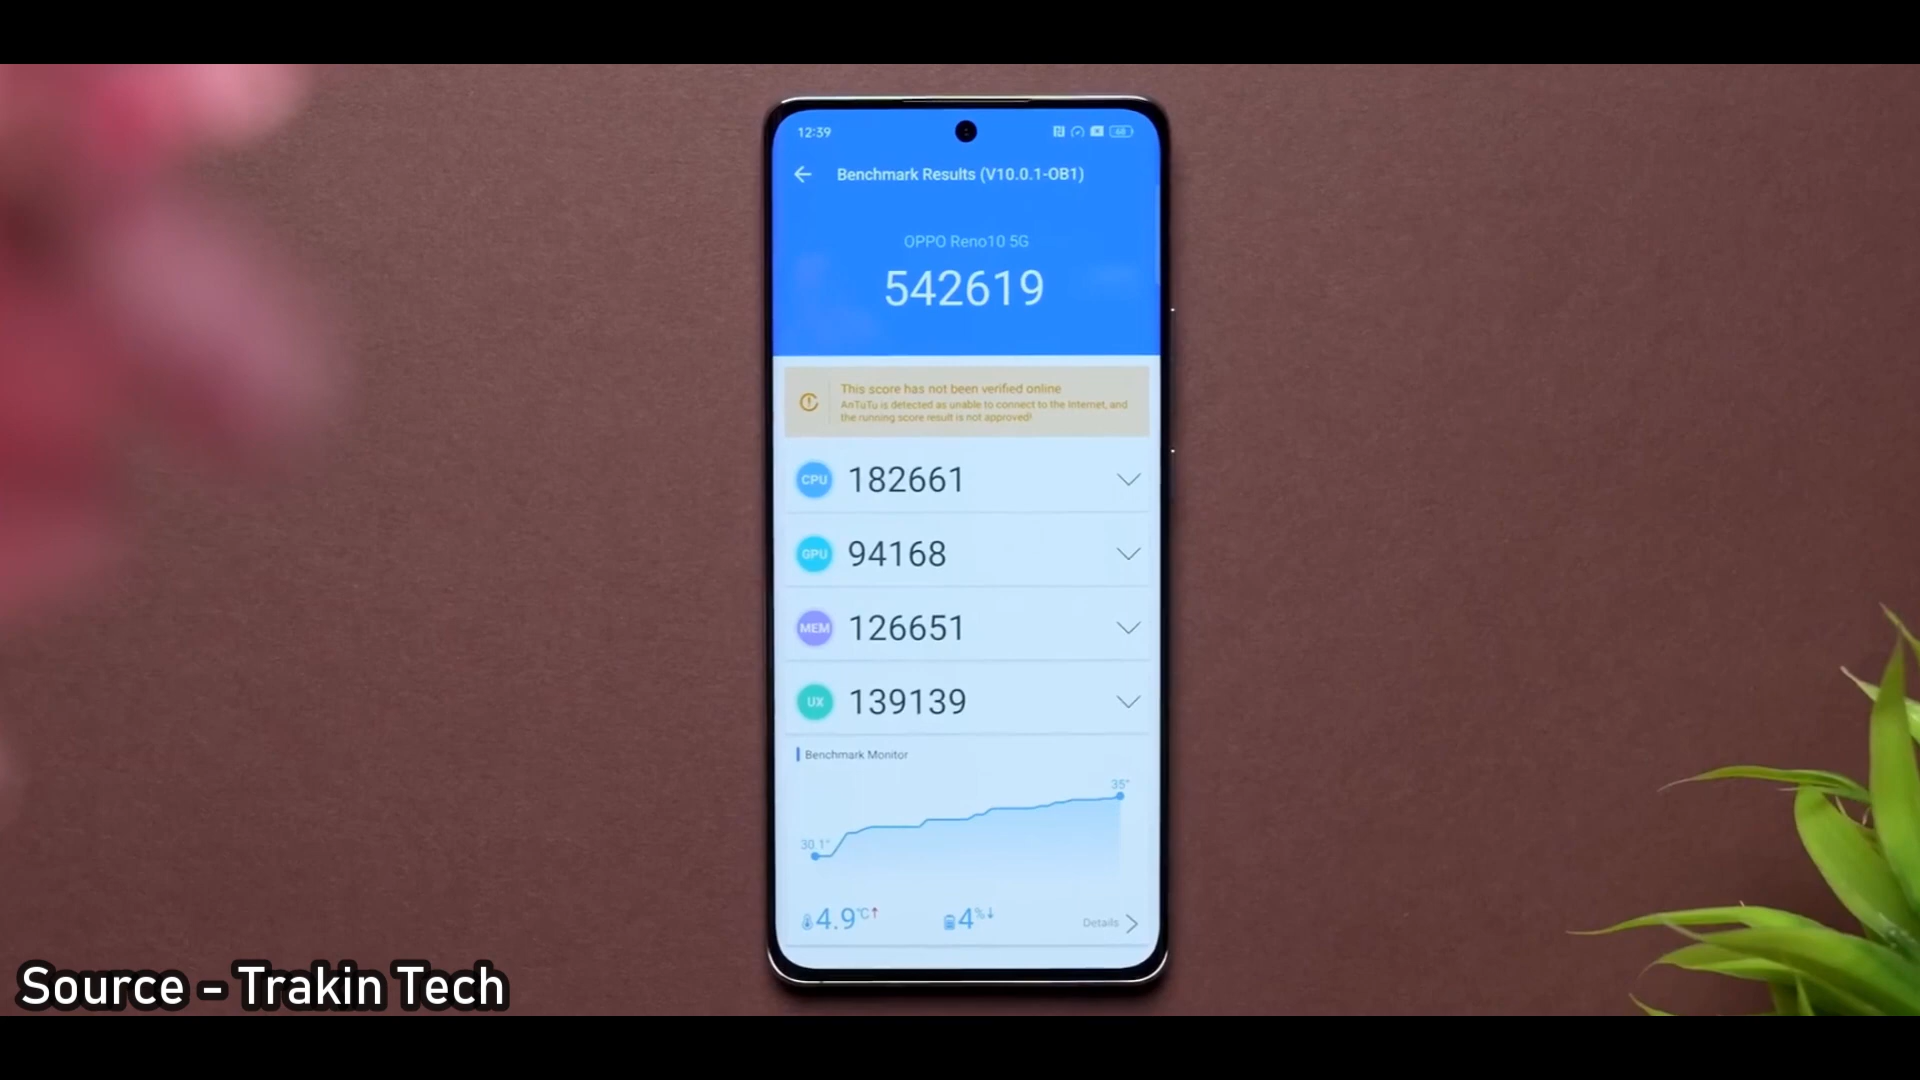 12:39
68
Benchmark Results (V10.0.1-OB1)
OPPO Reno10 5G
542619
This score has not been verified online
AnTuTu is detected as unable to connect to the Internet, and
the running score result is not approved!
CPU 182661
GPU 94168
MEM 126651
UX 139139
Benchmark Monitor
35°
30.1°
4.9°C↑ 4%↓ Details
Source - Trakin Tech